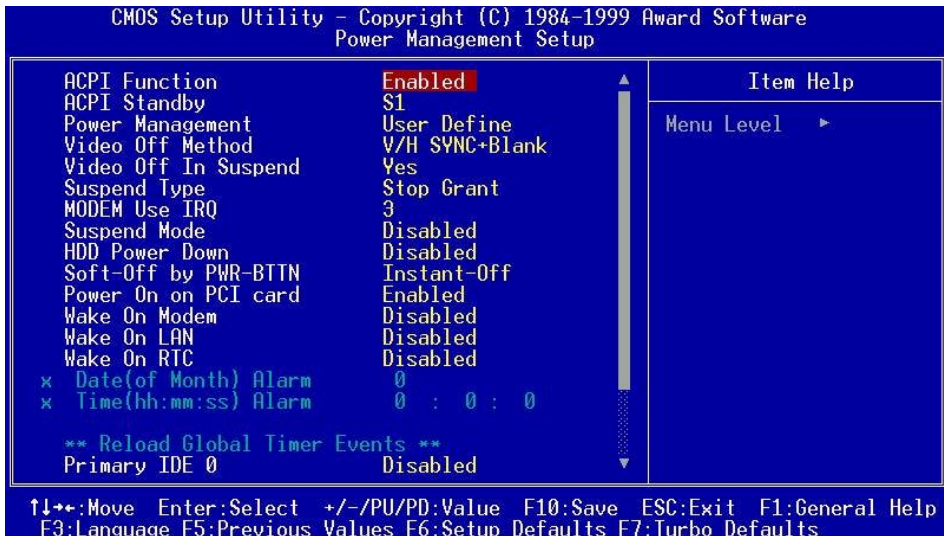 CMOS Setup Utility - Copyright (C) 1984-1999 Award Software
Power Management Setup
ACPI Function Enabled
ACPI Standby S1
Power Management User Define
Video Off Method V/H SYNC+Blank
Video Off In Suspend Yes
Suspend Type Stop Grant
MODEM Use IRQ 3
Suspend Mode Disabled
HDD Power Down Disabled
Soft-Off by PWR-BTTN Instant-Off
Power On on PCI card Enabled
Wake On Modem Disabled
Wake On LAN Disabled
Wake On RTC Disabled
x Date(of Month) Alarm 0
x Time(hh:mm:ss) Alarm 0 : 0 : 0
** Reload Global Timer Events **
Primary IDE 0 Disabled
Item Help
Menu Level ►
↑↓→←:Move Enter:Select +/-/PU/PD:Value F10:Save ESC:Exit F1:General Help
F3:Language F5:Previous Values F6:Setup Defaults F7:Turbo Defaults